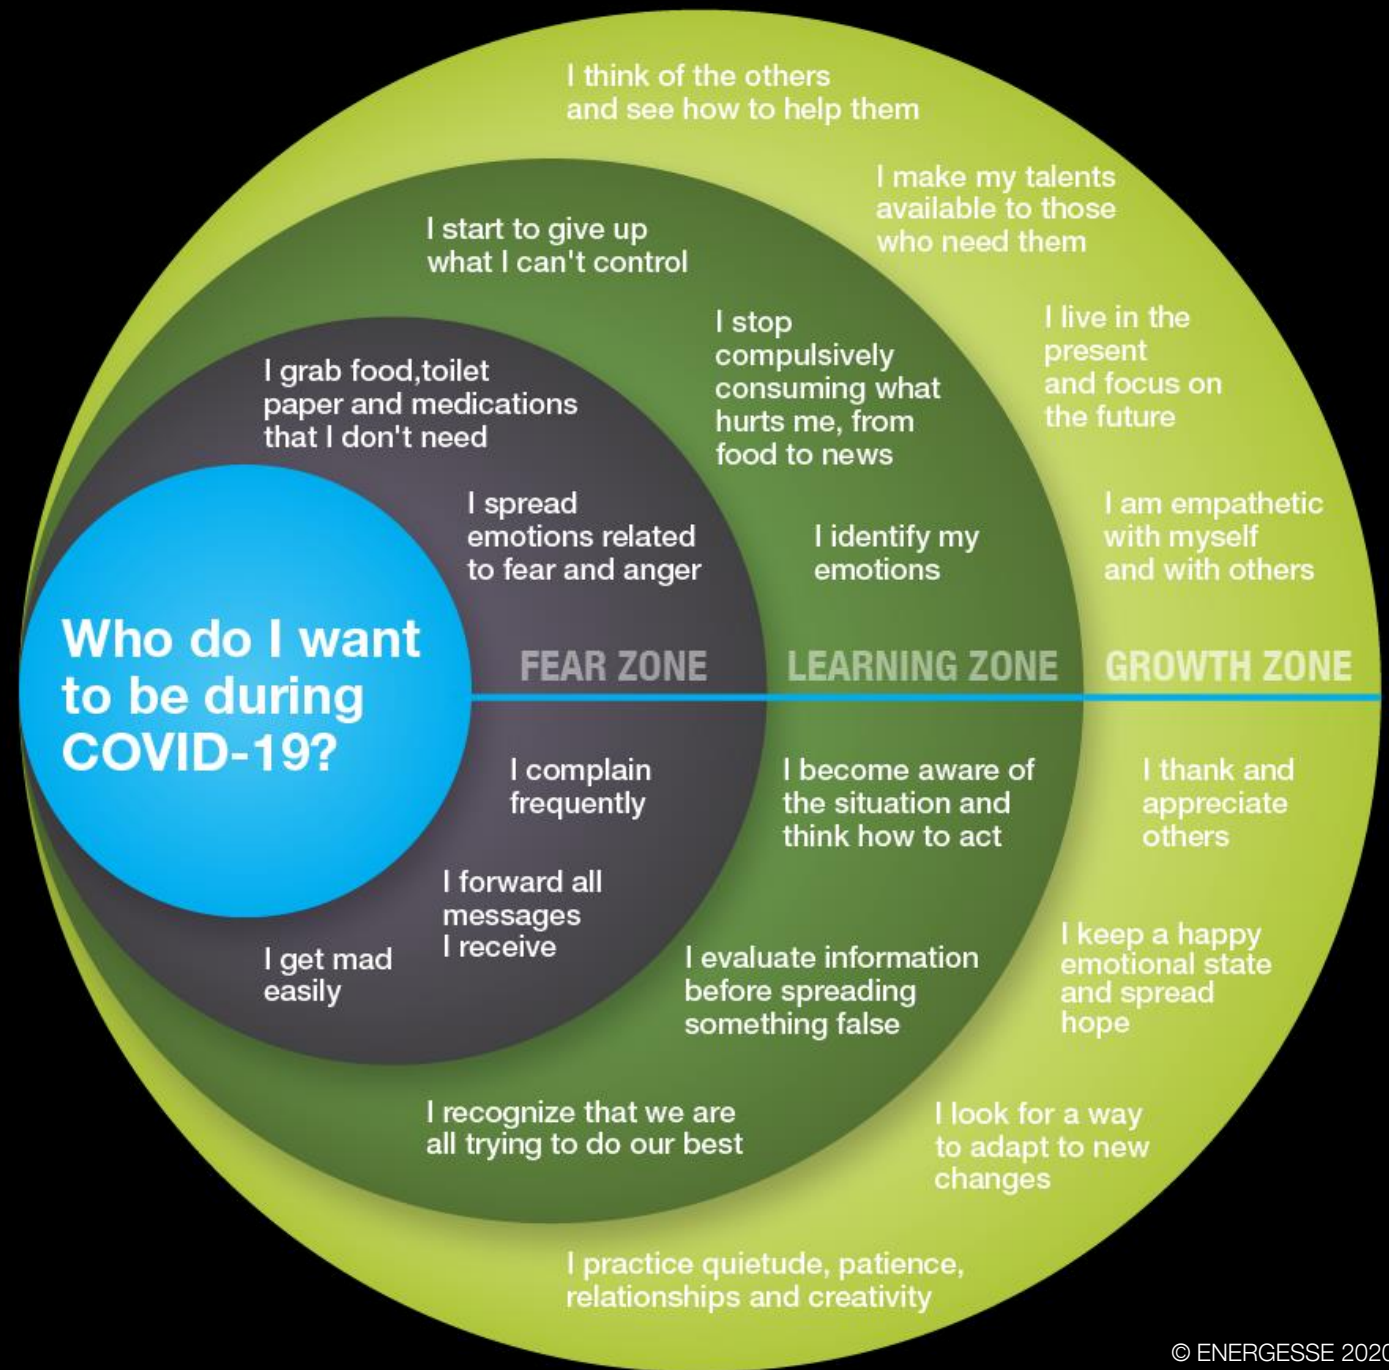 I think of the others
and see how to help them
I make my talents
available to those
who need them
I start to give up
what I can't control
I stop
compulsively
consuming what
hurts me, from
food to news
I live in the
present
and focus on
the future
I grab food,toilet
paper and medications
that I don't need
I spread
emotions related
to fear and anger
I identify my
emotions
I am empathetic
with myself
and with others
Who do I want
to be during
COVID-19?
FEAR ZONE
LEARNING ZONE
GROWTH ZONE
I complain
frequently
I become aware of
the situation and
think how to act
I thank and
appreciate
others
I forward all
messages
I receive
I get mad
easily
I evaluate information
before spreading
something false
I keep a happy
emotional state
and spread
hope
I recognize that we are
all trying to do our best
I look for a way
to adapt to new
changes
I practice quietude, patience,
relationships and creativity
© ENERGESSE 2020